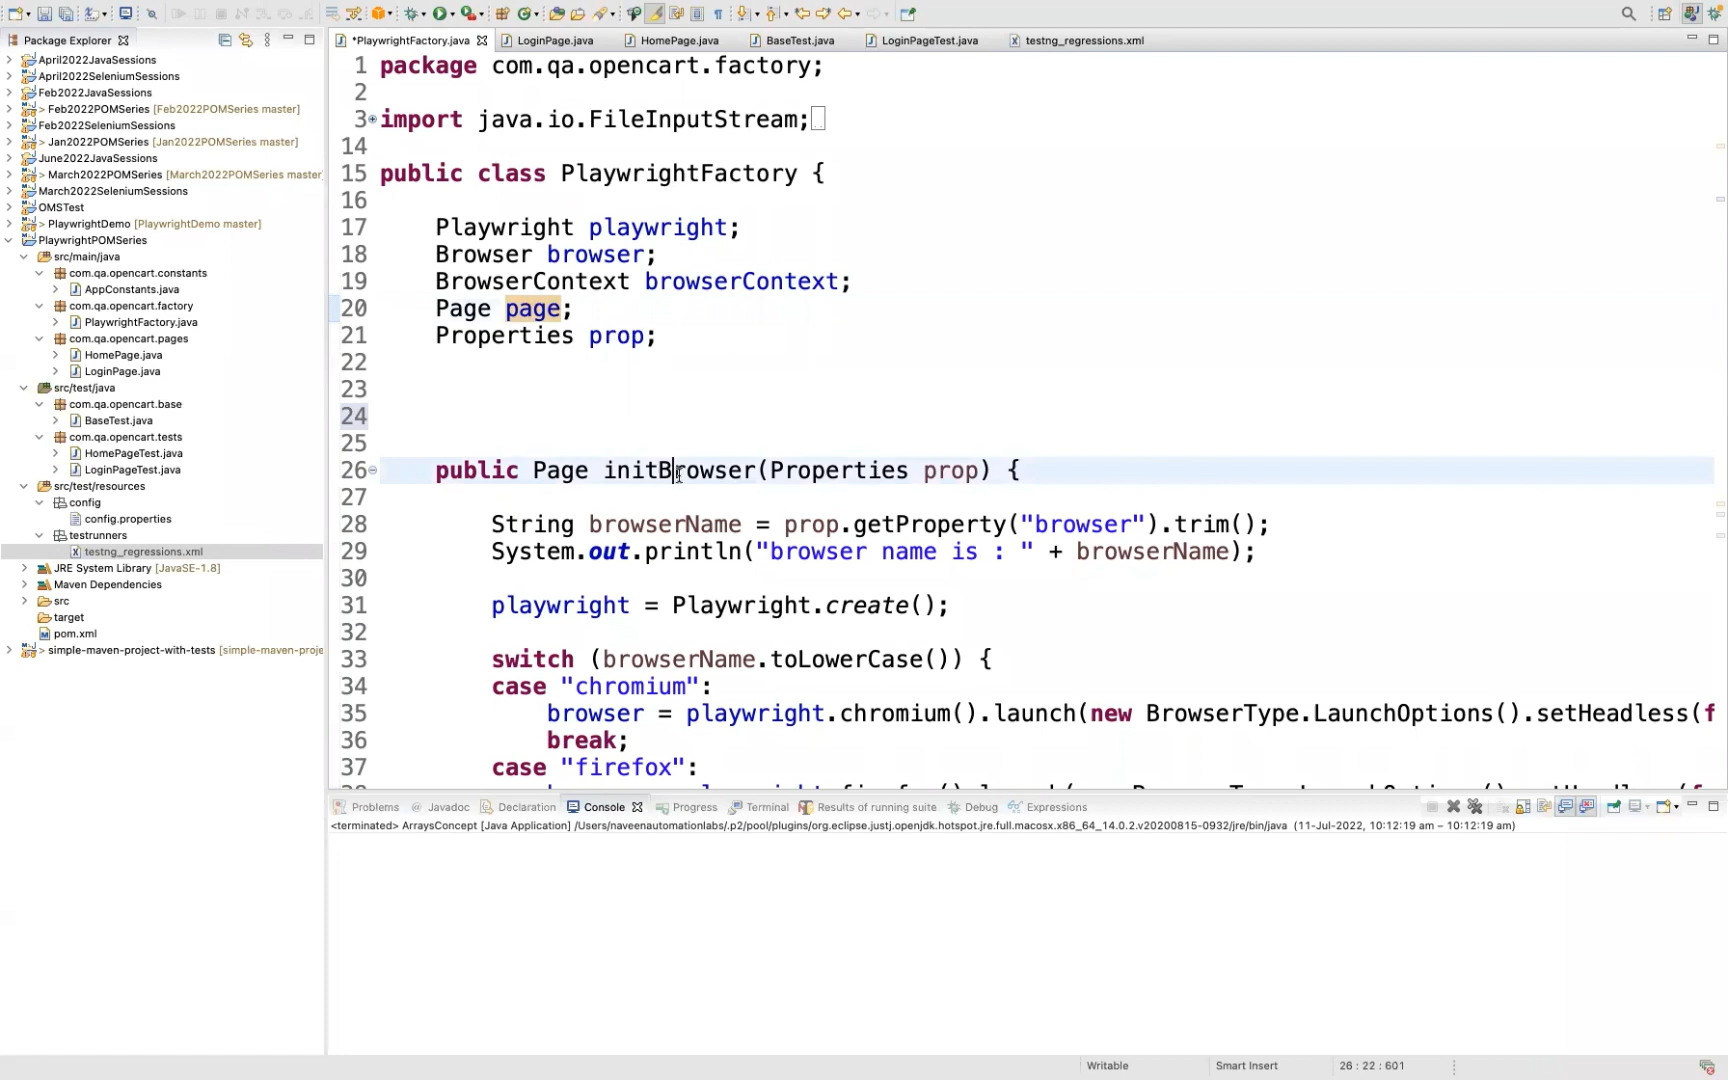 Package Explorer
*PlaywrightFactory.java
LoginPage.java
HomePage.java
BaseTest.java
LoginPageTest.java
testng_regressions.xml
April2022JavaSessions
April2022SeleniumSessions
Feb2022JavaSessions
> Feb2022POMSeries [Feb2022POMSeries master]
Feb2022SeleniumSessions
> Jan2022POMSeries [Jan2022POMSeries master]
June2022JavaSessions
> March2022POMSeries [March2022POMSeries master]
March2022SeleniumSessions
OMSTest
> PlaywrightDemo [PlaywrightDemo master]
PlaywrightPOMSeries
src/main/java
com.qa.opencart.constants
AppConstants.java
com.qa.opencart.factory
PlaywrightFactory.java
com.qa.opencart.pages
HomePage.java
LoginPage.java
src/test/java
com.qa.opencart.base
BaseTest.java
com.qa.opencart.tests
HomePageTest.java
LoginPageTest.java
src/test/resources
config
config.properties
testrunners
testng_regressions.xml
JRE System Library [JavaSE-1.8]
Maven Dependencies
src
target
pom.xml
> simple-maven-project-with-tests [simple-maven-proje
1 package com.qa.opencart.factory;
2
3 import java.io.FileInputStream;
14
15 public class PlaywrightFactory {
16
17 Playwright playwright;
18 Browser browser;
19 BrowserContext browserContext;
20 Page page;
21 Properties prop;
22
23
24
25
26 public Page initBrowser(Properties prop) {
27
28 String browserName = prop.getProperty("browser").trim();
29 System.out.println("browser name is : " + browserName);
30
31 playwright = Playwright.create();
32
33 switch (browserName.toLowerCase()) {
34 case "chromium":
35 browser = playwright.chromium().launch(new BrowserType.LaunchOptions().setHeadless(f
36 break;
37 case "firefox":
Problems
Javadoc
Declaration
Console
Progress
Terminal
Results of running suite
Debug
Expressions
<terminated> ArraysConcept [Java Application] /Users/naveenautomationlabs/.p2/pool/plugins/org.eclipse.justj.openjdk.hotspot.jre.full.macosx.x86_64_14.0.2.v20200815-0932/jre/bin/java (11-Jul-2022, 10:12:19 am – 10:12:19 am)
Writable
Smart Insert
26 : 22 : 601